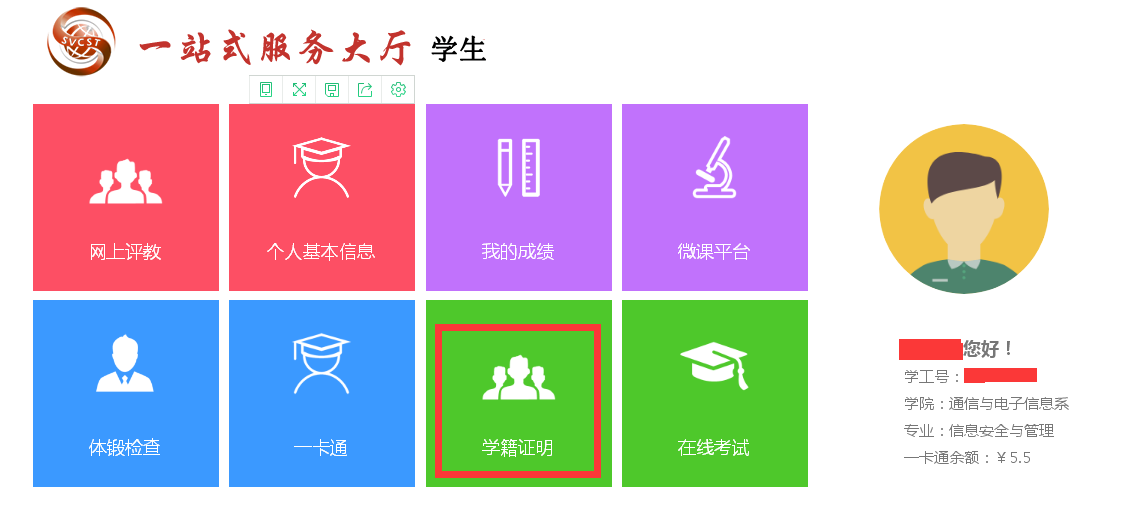 SVCST
一站式服务大厅 学生
网上评教
个人基本信息
我的成绩
微课平台
体锻检查
一卡通
学籍证明
在线考试
您好！
学工号：
学院：通信与电子信息系
专业：信息安全与管理
一卡通余额：￥5.5